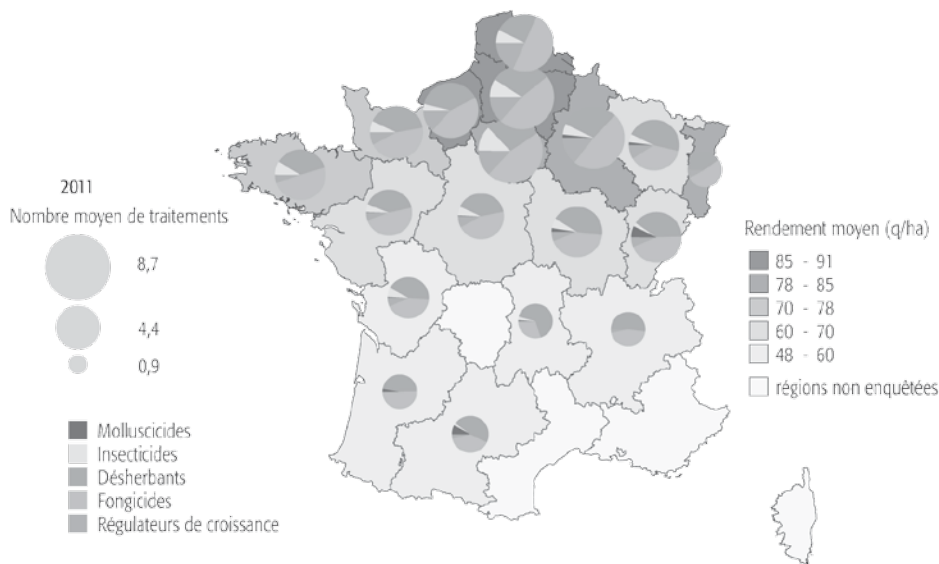 2011
Nombre moyen de traitements
8,7
4,4
0,9
Molluscicides
Insecticides
Désherbants
Fongicides
Régulateurs de croissance
Rendement moyen (q/ha)
85 - 91
78 - 85
70 - 78
60 - 70
48 - 60
régions non enquêtées